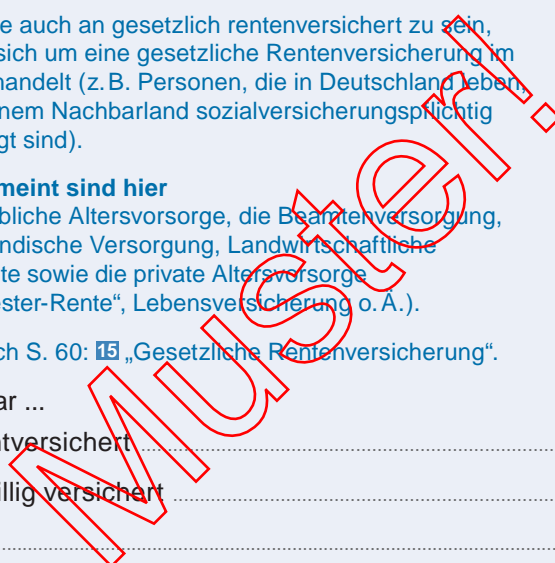 e auch an gesetzlich rentenversichert zu sein,
sich um eine gesetzliche Rentenversicherung im
handelt (z. B. Personen, die in Deutschland leben,
nem Nachbarland sozialversicherungspflichtig
gt sind).
meint sind hier
bliche Altersvorsorge, die Beamtenversorgung,
ndische Versorgung, Landwirtschaftliche
te sowie die private Altersvorsorge
ester-Rente“, Lebensversicherung o. Ä.).
ch S. 60: 15 „Gesetzliche Rentenversicherung“.
ar ...
ntversichert
llig versichert
Muster!